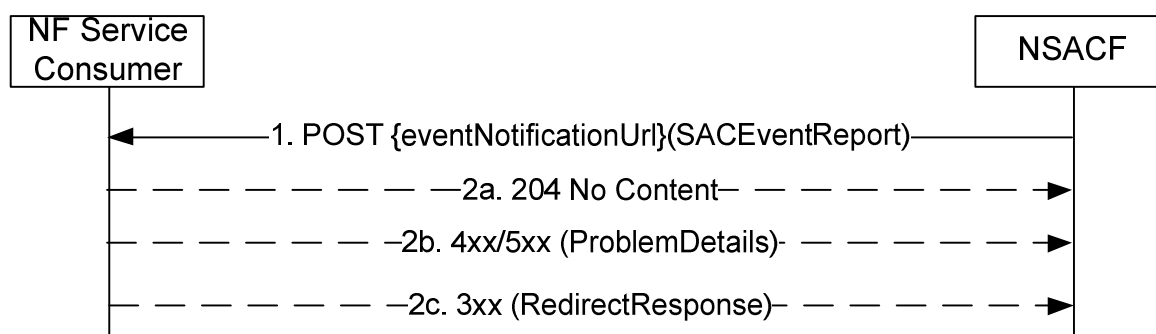 NF Service
Consumer
NSACF
1. POST {eventNotificationUrl}(SACEventReport)
2a. 204 No Content
2b. 4xx/5xx (ProblemDetails)
2c. 3xx (RedirectResponse)